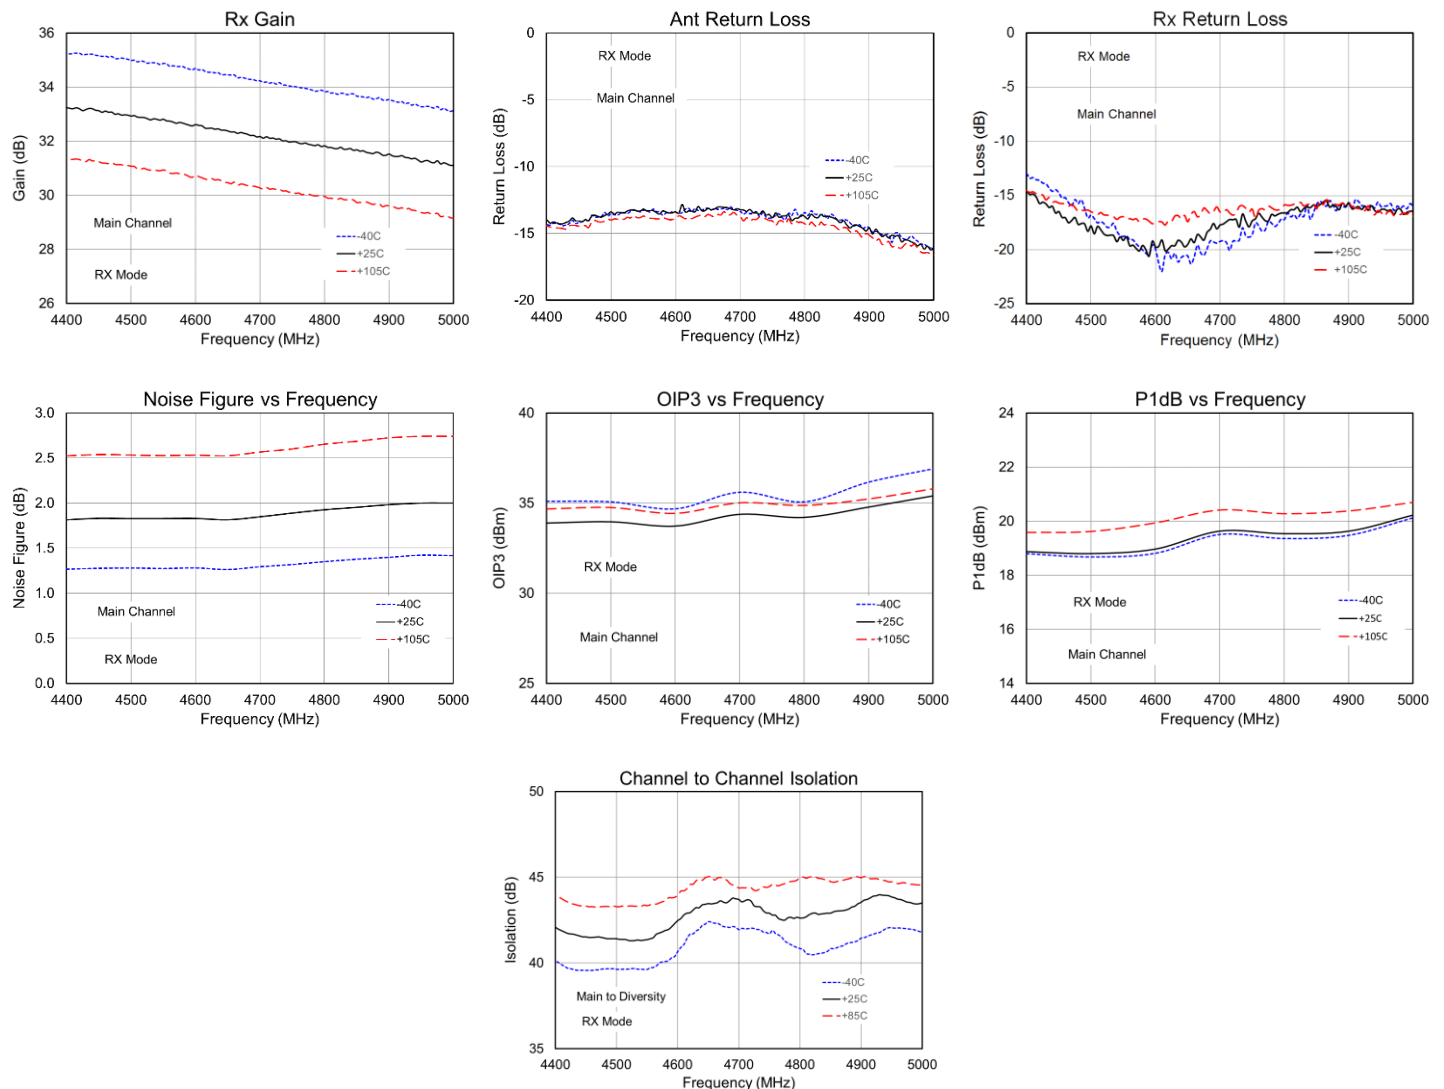 Rx Gain
36
34
32
30
28
26
Gain (dB)
Main Channel
RX Mode
-40C
+25C
+105C
4400 4500 4600 4700 4800 4900 5000
Frequency (MHz)
Ant Return Loss
0
-5
-10
-15
-20
Return Loss (dB)
RX Mode
Main Channel
-40C
+25C
+105C
4400 4500 4600 4700 4800 4900 5000
Frequency (MHz)
Rx Return Loss
0
-5
-10
-15
-20
-25
Return Loss (dB)
RX Mode
Main Channel
-40C
+25C
+105C
4400 4500 4600 4700 4800 4900 5000
Frequency (MHz)
Noise Figure vs Frequency
3.0
2.5
2.0
1.5
1.0
0.5
0.0
Noise Figure (dB)
Main Channel
RX Mode
-40C
+25C
+105C
4400 4500 4600 4700 4800 4900 5000
Frequency (MHz)
OIP3 vs Frequency
40
35
30
25
OIP3 (dBm)
RX Mode
Main Channel
-40C
+25C
+105C
4400 4500 4600 4700 4800 4900 5000
Frequency (MHz)
P1dB vs Frequency
24
22
20
18
16
14
P1dB (dBm)
RX Mode
Main Channel
-40C
+25C
+105C
4400 4500 4600 4700 4800 4900 5000
Frequency (MHz)
Channel to Channel Isolation
50
45
40
35
Isolation (dB)
Main to Diversity
RX Mode
-40C
+25C
+85C
4400 4500 4600 4700 4800 4900 5000
Frequency (MHz)